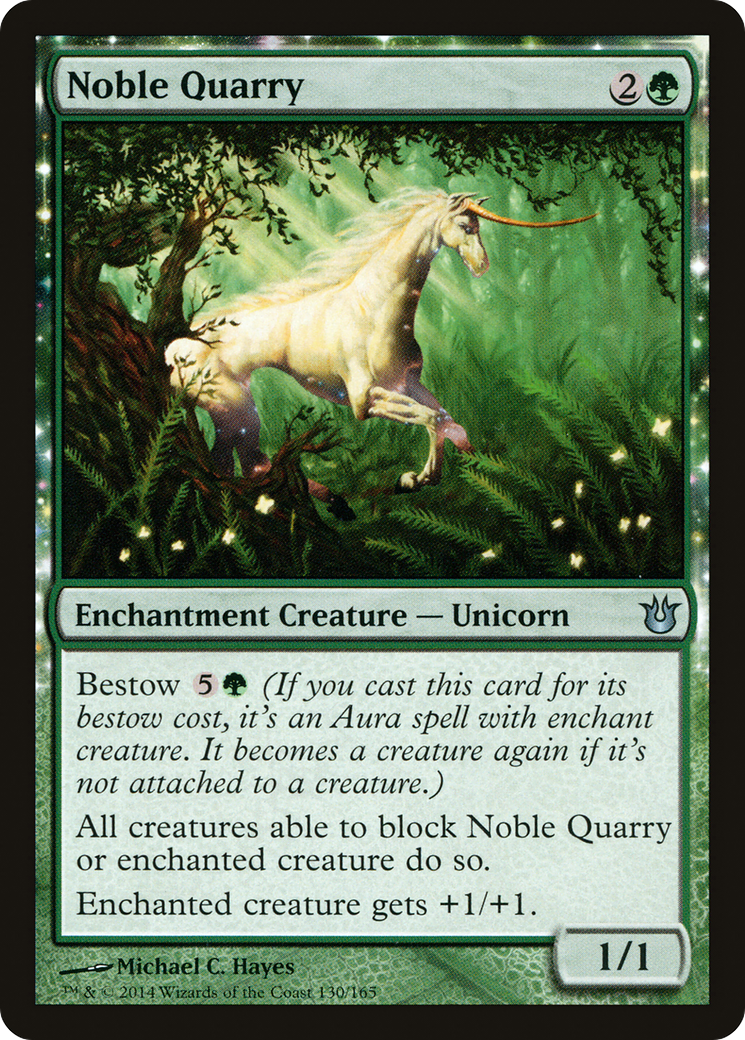 Noble Quarry 2
Enchantment Creature — Unicorn
Bestow 5 (If you cast this card for its
bestow cost, it's an Aura spell with enchant
creature. It becomes a creature again if it's
not attached to a creature.)
All creatures able to block Noble Quarry
or enchanted creature do so.
Enchanted creature gets +1/+1.
1/1
Michael C. Hayes
™ & © 2014 Wizards of the Coast 130/165